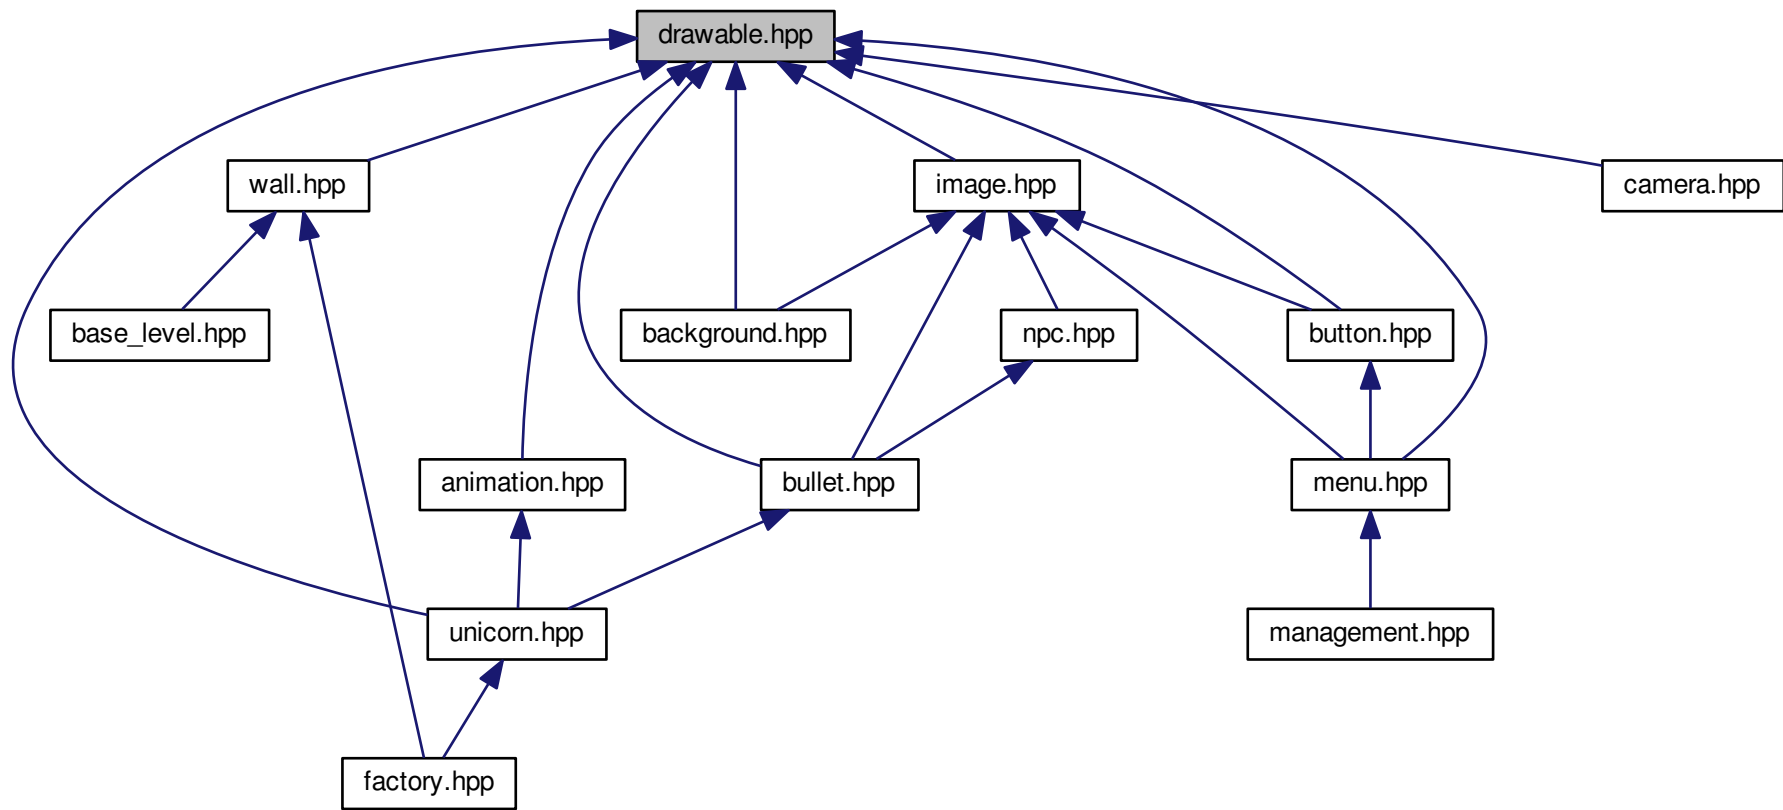 drawable.hpp
wall.hpp
image.hpp
camera.hpp
base_level.hpp
background.hpp
npc.hpp
button.hpp
animation.hpp
bullet.hpp
menu.hpp
unicorn.hpp
management.hpp
factory.hpp